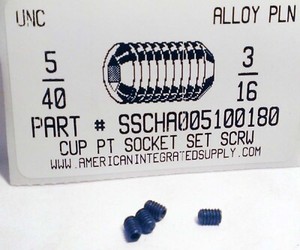 UNC ALLOY PLN
5 3
40 16
PART # SSCHA005100180
CUP PT SOCKET SET SCRW
WWW.AMERICANINTEGRATEDSUPPLY.COM